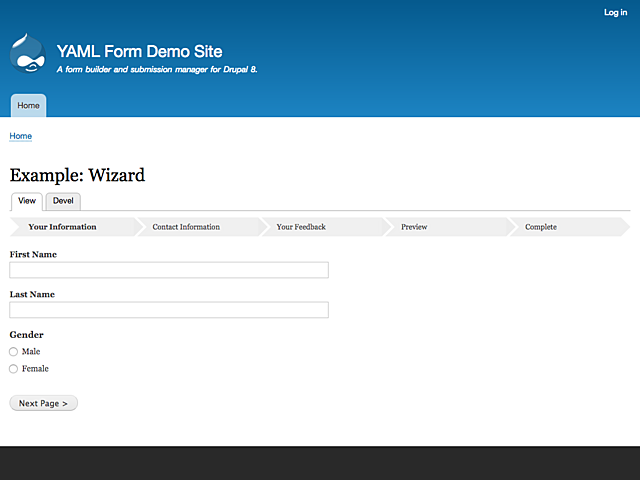 Log in
YAML Form Demo Site
A form builder and submission manager for Drupal 8.
Home
Home
Example: Wizard
View Devel
Your Information Contact Information Your Feedback Preview Complete
First Name
Last Name
Gender
Male
Female
Next Page >